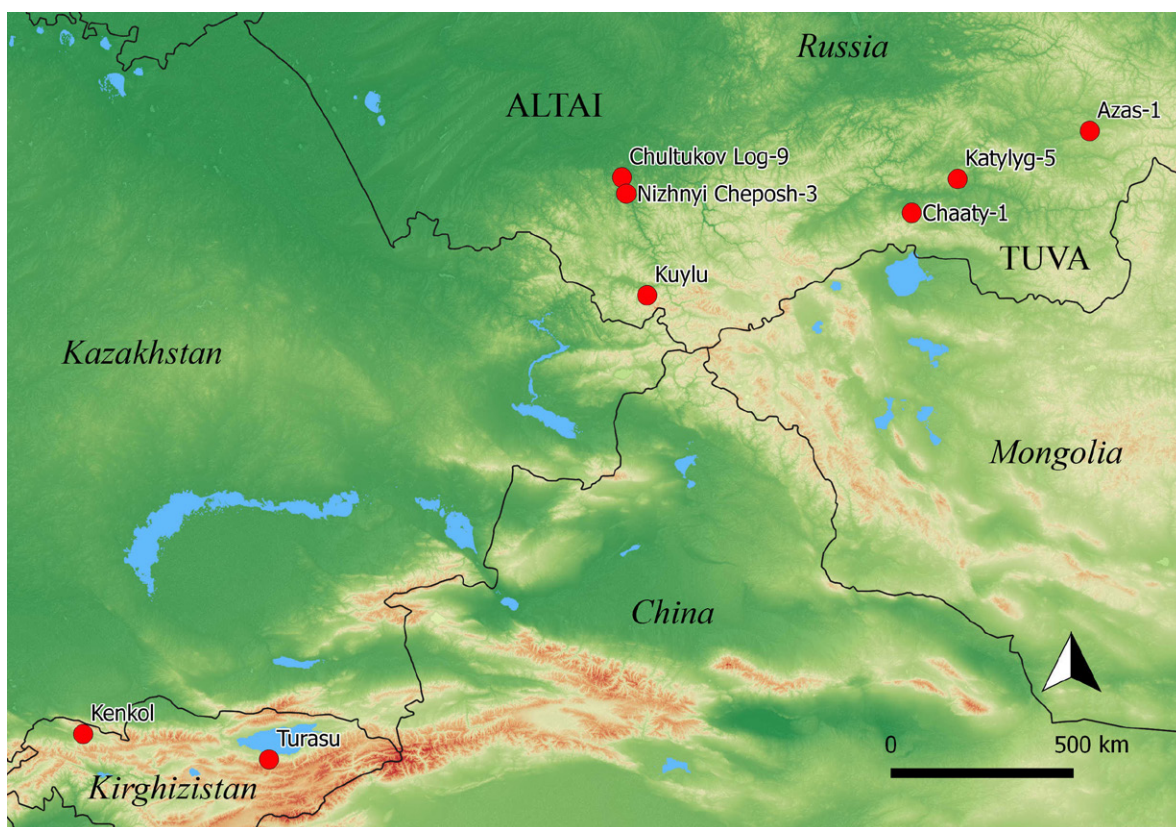 Russia
ALTAI
Azas-1
Chultukov Log-9
Katylyg-5
Nizhnyi Cheposh-3
Chaaty-1
TUVA
Kuylu
Kazakhstan
Mongolia
China
Kenkol
Turasu
0 500 km
Kirghizistan